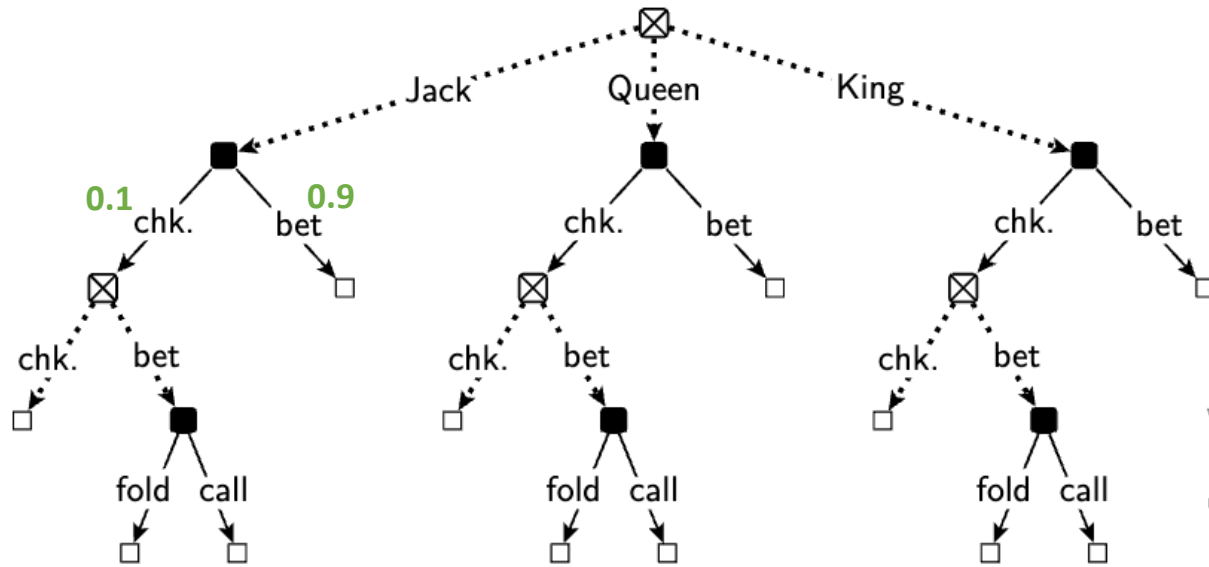 Jack Queen King
0.1 0.9
chk. bet chk. bet chk. bet
chk. bet chk. bet chk. bet
fold call fold call fold call